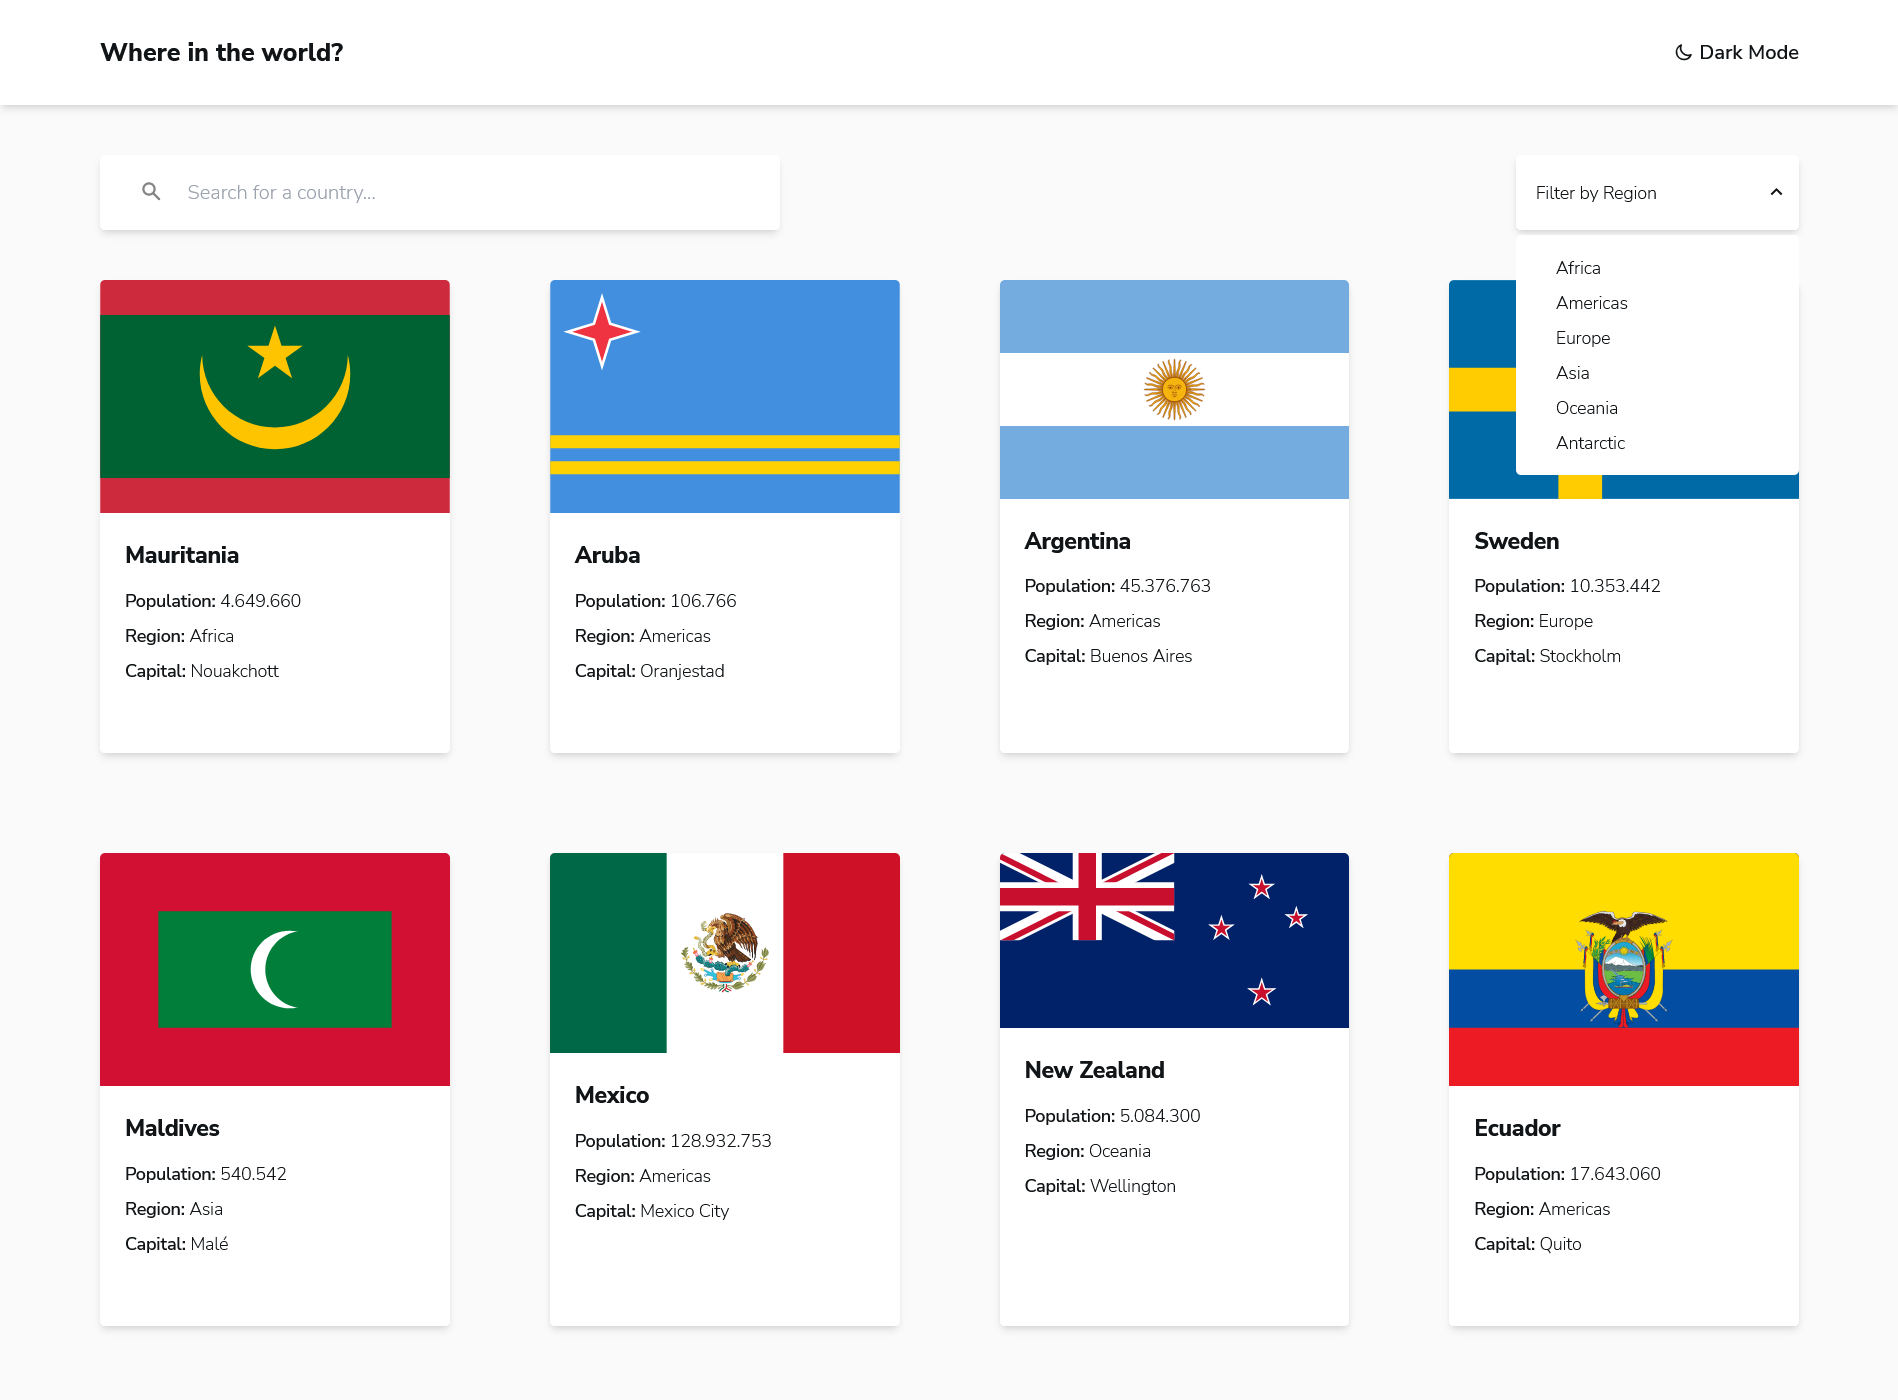 Where in the world?
Dark Mode
Search for a country...
Filter by Region
Africa
Americas
Europe
Asia
Oceania
Antarctic
Mauritania
Population: 4.649.660
Region: Africa
Capital: Nouakchott
Aruba
Population: 106.766
Region: Americas
Capital: Oranjestad
Argentina
Population: 45.376.763
Region: Americas
Capital: Buenos Aires
Sweden
Population: 10.353.442
Region: Europe
Capital: Stockholm
Maldives
Population: 540.542
Region: Asia
Capital: Malé
Mexico
Population: 128.932.753
Region: Americas
Capital: Mexico City
New Zealand
Population: 5.084.300
Region: Oceania
Capital: Wellington
Ecuador
Population: 17.643.060
Region: Americas
Capital: Quito